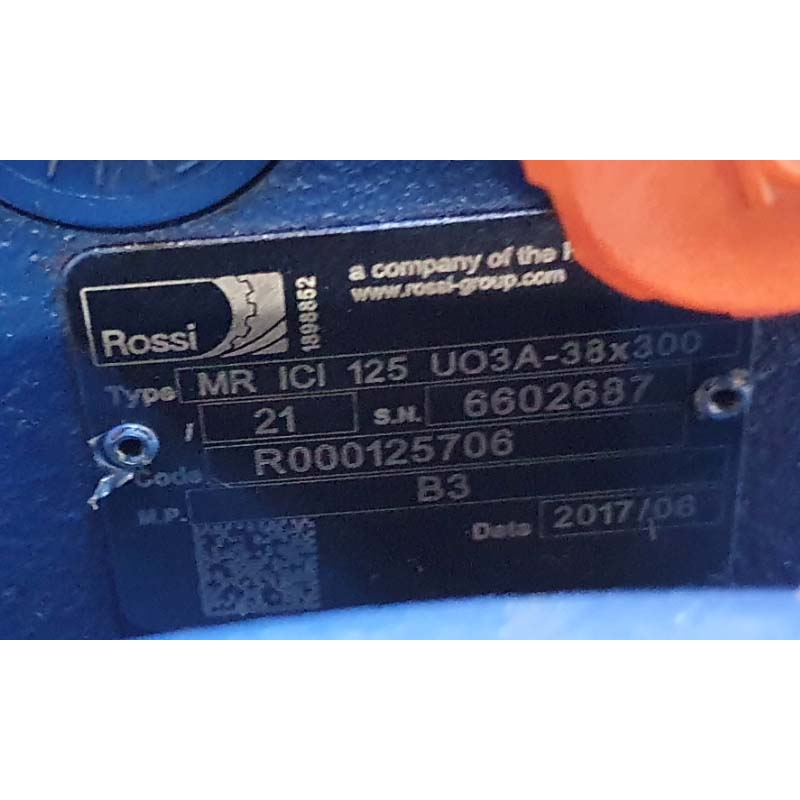 Rossi
1898852
a company of the
www.rossi-group.com
Type MR ICI 125 UO3A-38x300
i 21 S.N. 6602687
Code R000125706
M.P. B3
Date 2017/06